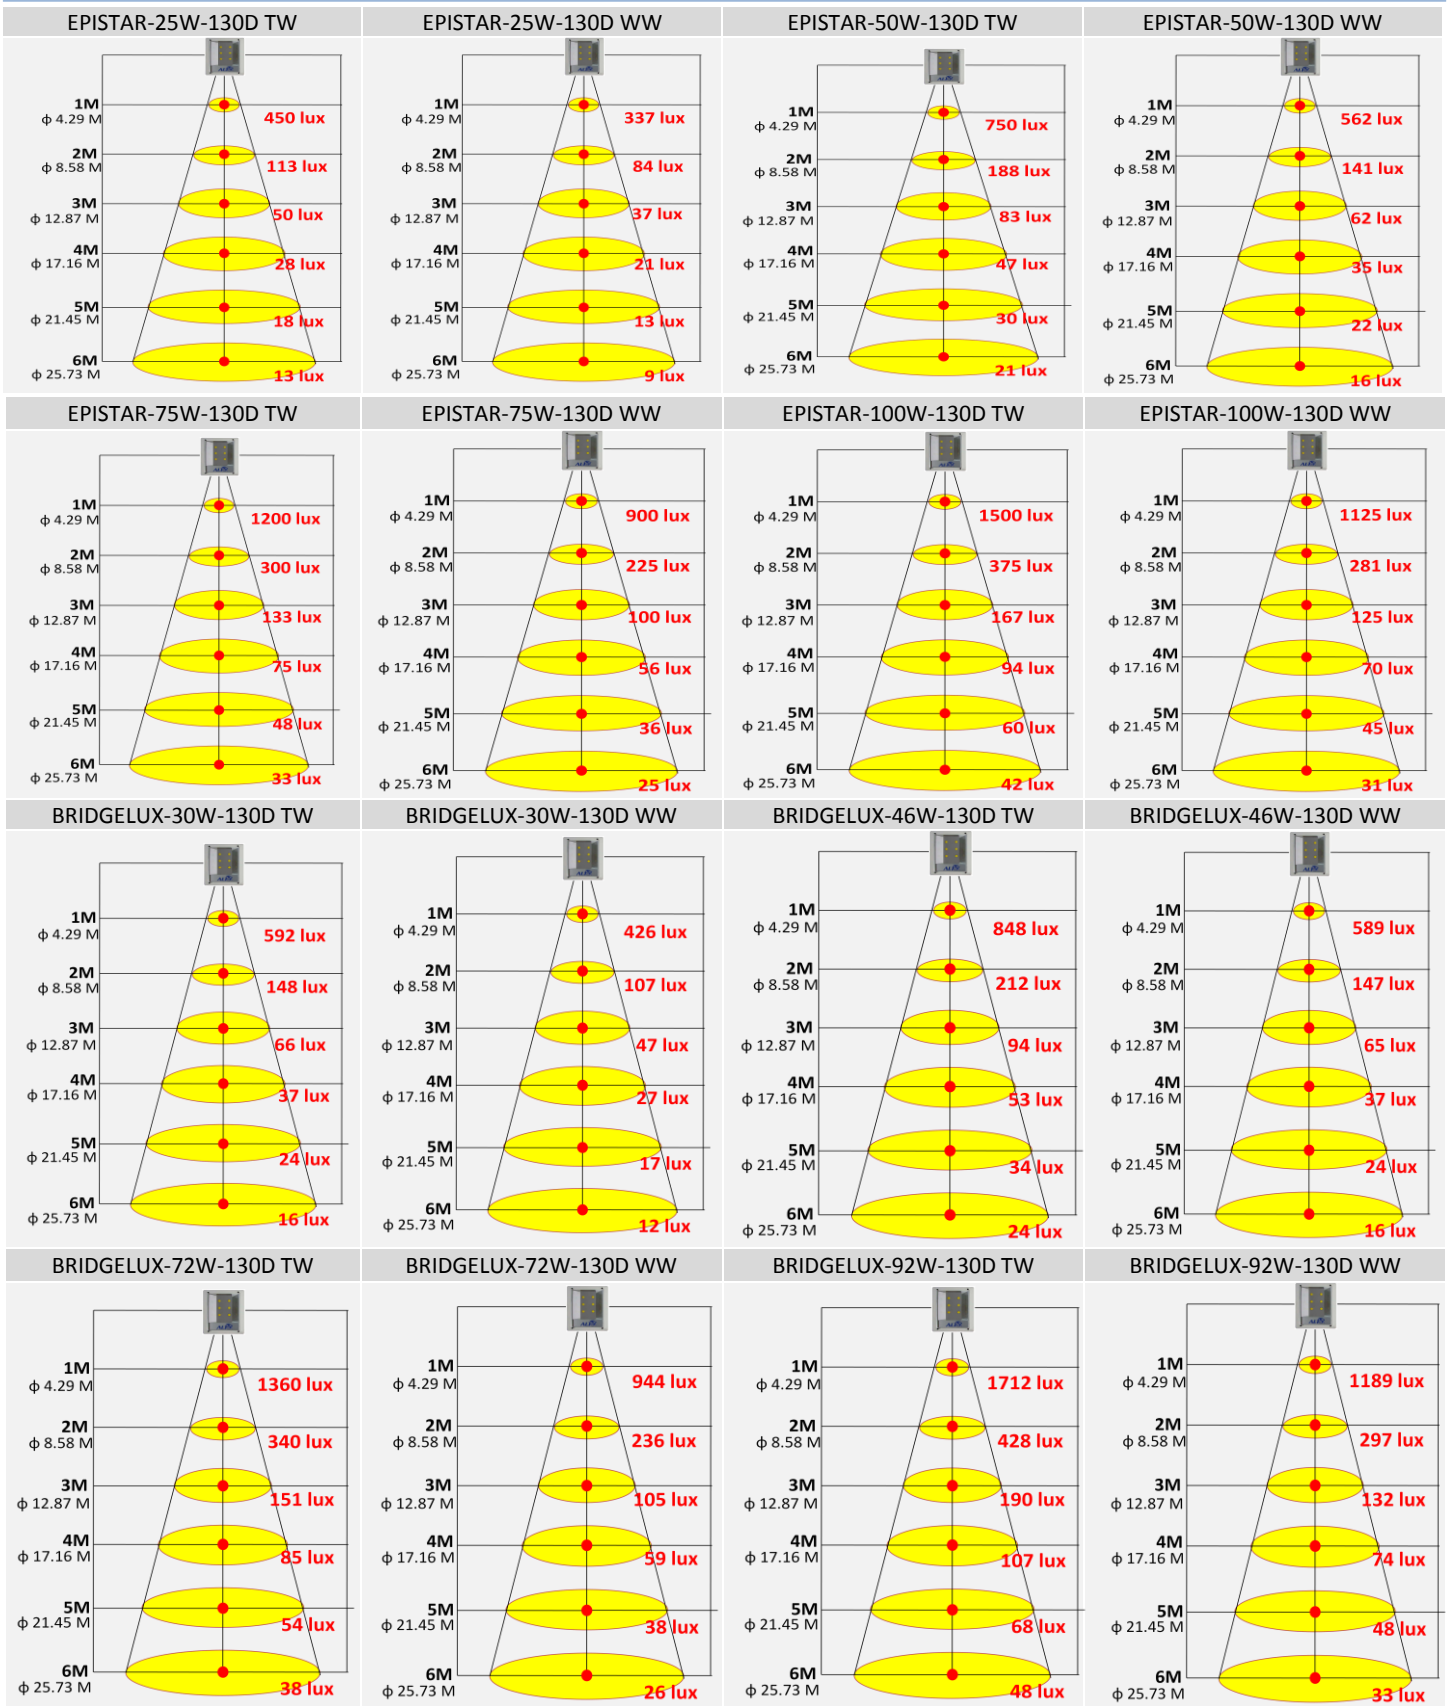 EPISTAR-25W-130D TW
1M
ϕ 4.29 M
450 lux
2M
ϕ 8.58 M
113 lux
3M
ϕ 12.87 M
50 lux
4M
ϕ 17.16 M
28 lux
5M
ϕ 21.45 M
18 lux
6M
ϕ 25.73 M
13 lux
EPISTAR-25W-130D WW
1M
ϕ 4.29 M
337 lux
2M
ϕ 8.58 M
84 lux
3M
ϕ 12.87 M
37 lux
4M
ϕ 17.16 M
21 lux
5M
ϕ 21.45 M
13 lux
6M
ϕ 25.73 M
9 lux
EPISTAR-50W-130D TW
1M
ϕ 4.29 M
750 lux
2M
ϕ 8.58 M
188 lux
3M
ϕ 12.87 M
83 lux
4M
ϕ 17.16 M
47 lux
5M
ϕ 21.45 M
30 lux
6M
ϕ 25.73 M
21 lux
EPISTAR-50W-130D WW
1M
ϕ 4.29 M
562 lux
2M
ϕ 8.58 M
141 lux
3M
ϕ 12.87 M
62 lux
4M
ϕ 17.16 M
35 lux
5M
ϕ 21.45 M
22 lux
6M
ϕ 25.73 M
16 lux
EPISTAR-75W-130D TW
1M
ϕ 4.29 M
1200 lux
2M
ϕ 8.58 M
300 lux
3M
ϕ 12.87 M
133 lux
4M
ϕ 17.16 M
75 lux
5M
ϕ 21.45 M
48 lux
6M
ϕ 25.73 M
33 lux
EPISTAR-75W-130D WW
1M
ϕ 4.29 M
900 lux
2M
ϕ 8.58 M
225 lux
3M
ϕ 12.87 M
100 lux
4M
ϕ 17.16 M
56 lux
5M
ϕ 21.45 M
36 lux
6M
ϕ 25.73 M
25 lux
EPISTAR-100W-130D TW
1M
ϕ 4.29 M
1500 lux
2M
ϕ 8.58 M
375 lux
3M
ϕ 12.87 M
167 lux
4M
ϕ 17.16 M
94 lux
5M
ϕ 21.45 M
60 lux
6M
ϕ 25.73 M
42 lux
EPISTAR-100W-130D WW
1M
ϕ 4.29 M
1125 lux
2M
ϕ 8.58 M
281 lux
3M
ϕ 12.87 M
125 lux
4M
ϕ 17.16 M
70 lux
5M
ϕ 21.45 M
45 lux
6M
ϕ 25.73 M
31 lux
BRIDGELUX-30W-130D TW
1M
ϕ 4.29 M
592 lux
2M
ϕ 8.58 M
148 lux
3M
ϕ 12.87 M
66 lux
4M
ϕ 17.16 M
37 lux
5M
ϕ 21.45 M
24 lux
6M
ϕ 25.73 M
16 lux
BRIDGELUX-30W-130D WW
1M
ϕ 4.29 M
426 lux
2M
ϕ 8.58 M
107 lux
3M
ϕ 12.87 M
47 lux
4M
ϕ 17.16 M
27 lux
5M
ϕ 21.45 M
17 lux
6M
ϕ 25.73 M
12 lux
BRIDGELUX-46W-130D TW
1M
ϕ 4.29 M
848 lux
2M
ϕ 8.58 M
212 lux
3M
ϕ 12.87 M
94 lux
4M
ϕ 17.16 M
53 lux
5M
ϕ 21.45 M
34 lux
6M
ϕ 25.73 M
24 lux
BRIDGELUX-46W-130D WW
1M
ϕ 4.29 M
589 lux
2M
ϕ 8.58 M
147 lux
3M
ϕ 12.87 M
65 lux
4M
ϕ 17.16 M
37 lux
5M
ϕ 21.45 M
24 lux
6M
ϕ 25.73 M
16 lux
BRIDGELUX-72W-130D TW
1M
ϕ 4.29 M
1360 lux
2M
ϕ 8.58 M
340 lux
3M
ϕ 12.87 M
151 lux
4M
ϕ 17.16 M
85 lux
5M
ϕ 21.45 M
54 lux
6M
ϕ 25.73 M
38 lux
BRIDGELUX-72W-130D WW
1M
ϕ 4.29 M
944 lux
2M
ϕ 8.58 M
236 lux
3M
ϕ 12.87 M
105 lux
4M
ϕ 17.16 M
59 lux
5M
ϕ 21.45 M
38 lux
6M
ϕ 25.73 M
26 lux
BRIDGELUX-92W-130D TW
1M
ϕ 4.29 M
1712 lux
2M
ϕ 8.58 M
428 lux
3M
ϕ 12.87 M
190 lux
4M
ϕ 17.16 M
107 lux
5M
ϕ 21.45 M
68 lux
6M
ϕ 25.73 M
48 lux
BRIDGELUX-92W-130D WW
1M
ϕ 4.29 M
1189 lux
2M
ϕ 8.58 M
297 lux
3M
ϕ 12.87 M
132 lux
4M
ϕ 17.16 M
74 lux
5M
ϕ 21.45 M
48 lux
6M
ϕ 25.73 M
33 lux